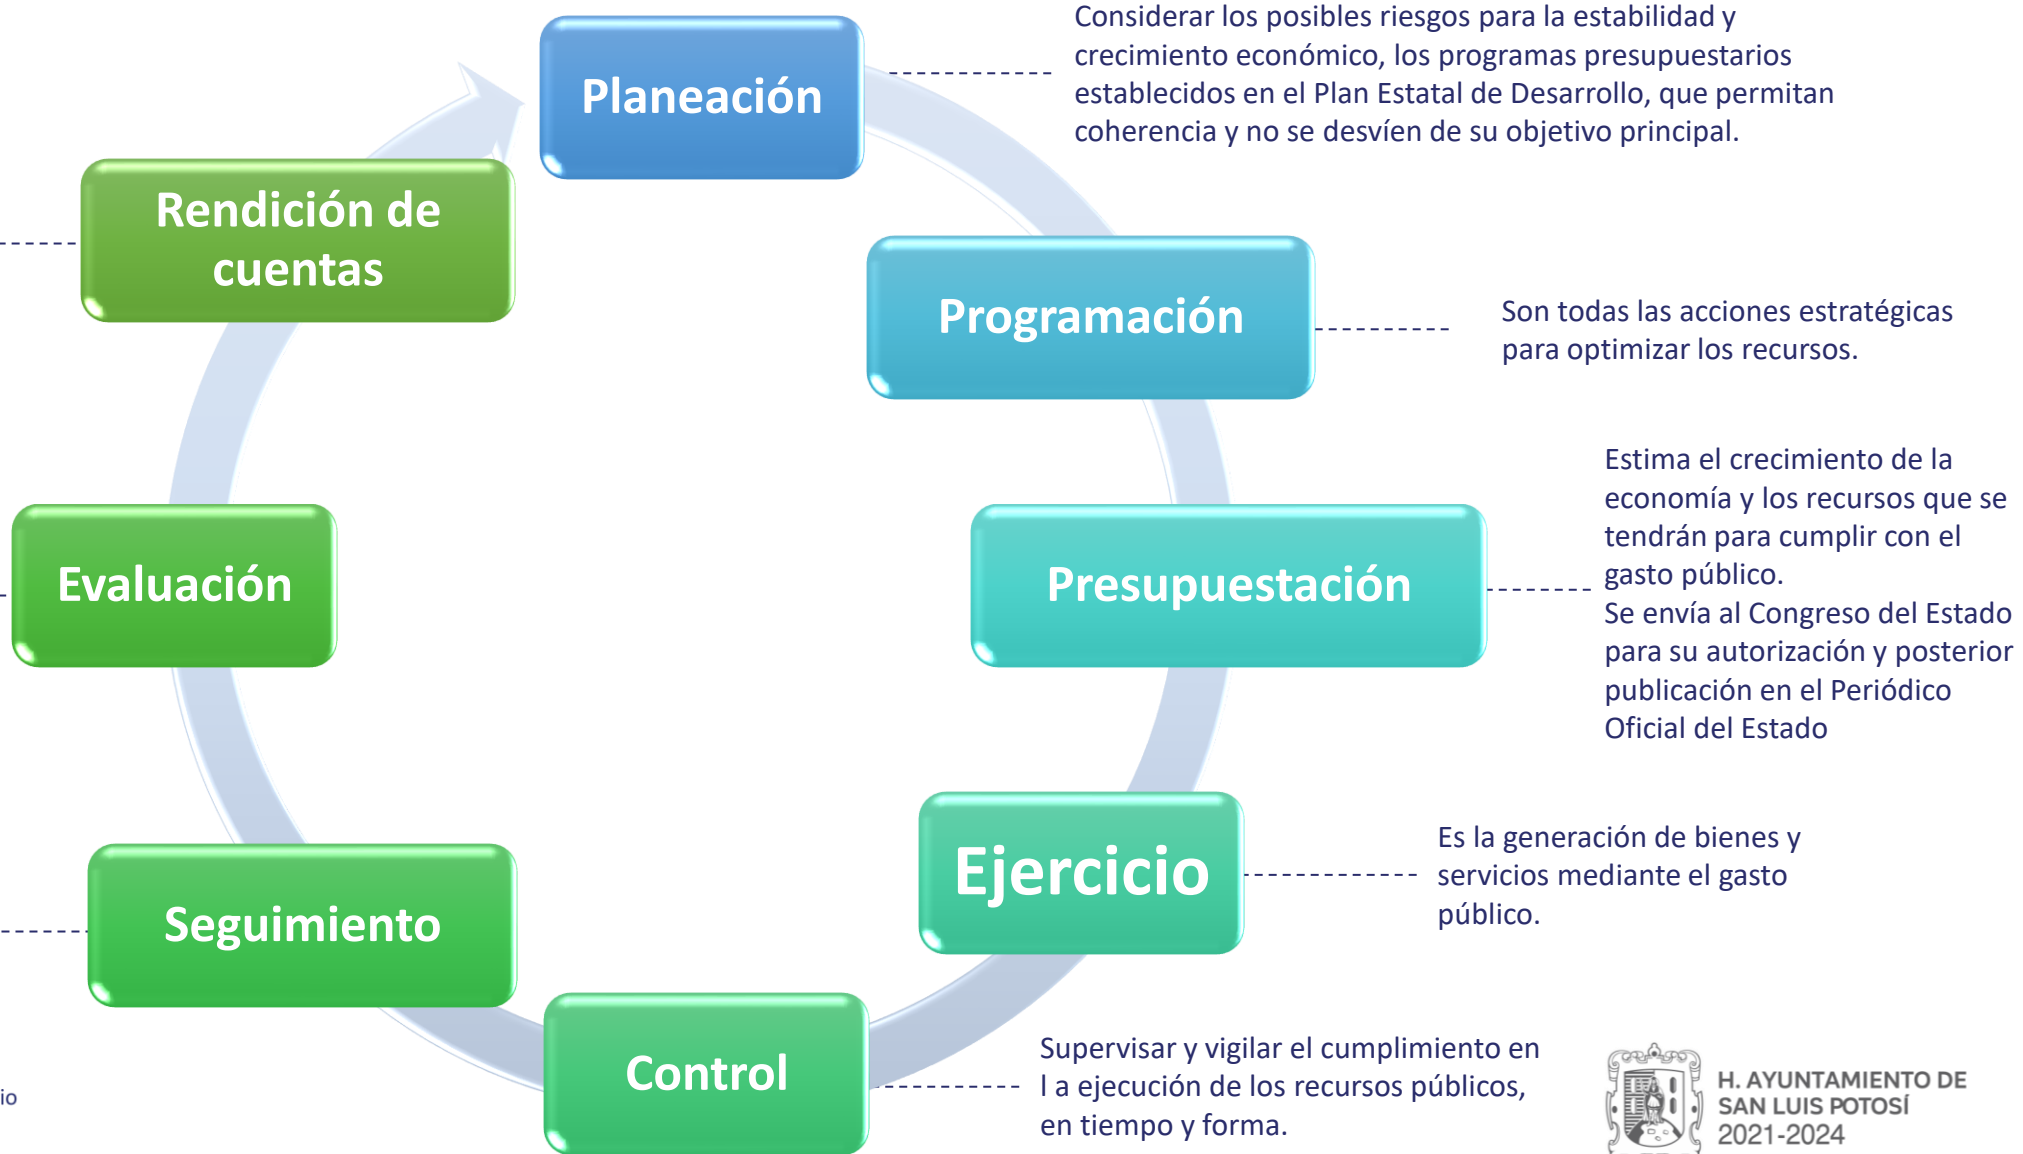 Planeación
Considerar los posibles riesgos para la estabilidad y
crecimiento económico, los programas presupuestarios
establecidos en el Plan Estatal de Desarrollo, que permitan
coherencia y no se desvíen de su objetivo principal.
Rendición de
cuentas
Programación
Son todas las acciones estratégicas
para optimizar los recursos.
Evaluación
Presupuestación
Estima el crecimiento de la
economía y los recursos que se
tendrán para cumplir con el
gasto público.
Se envía al Congreso del Estado
para su autorización y posterior
publicación en el Periódico
Oficial del Estado
Seguimiento
Ejercicio
Es la generación de bienes y
servicios mediante el gasto
público.
Control
Supervisar y vigilar el cumplimiento en
l a ejecución de los recursos públicos,
en tiempo y forma.
io
H. AYUNTAMIENTO DE
SAN LUIS POTOSÍ
2021-2024